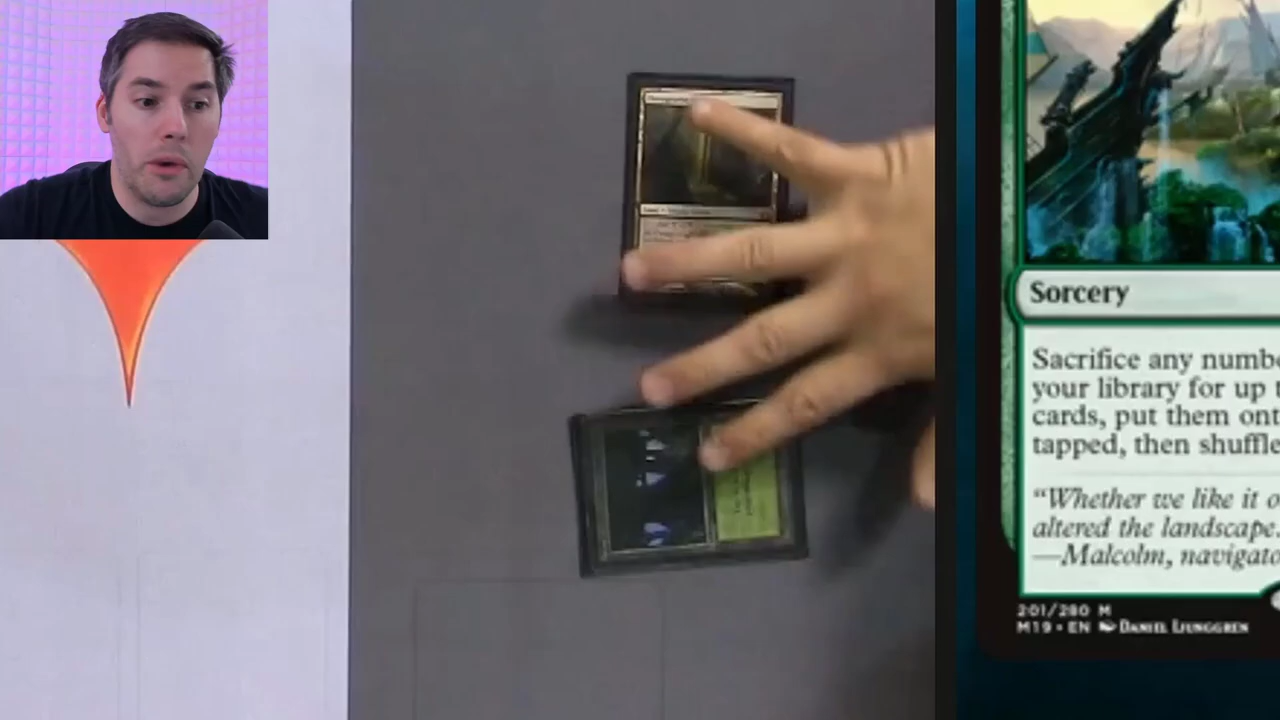 Sorcery
Sacrifice any numb
your library for up t
cards, put them ont
tapped, then shuffle
"Whether we like it o
altered the landscape.
—Malcolm, navigato
201/280 M
M19 • EN DANIEL LJUNGGREN